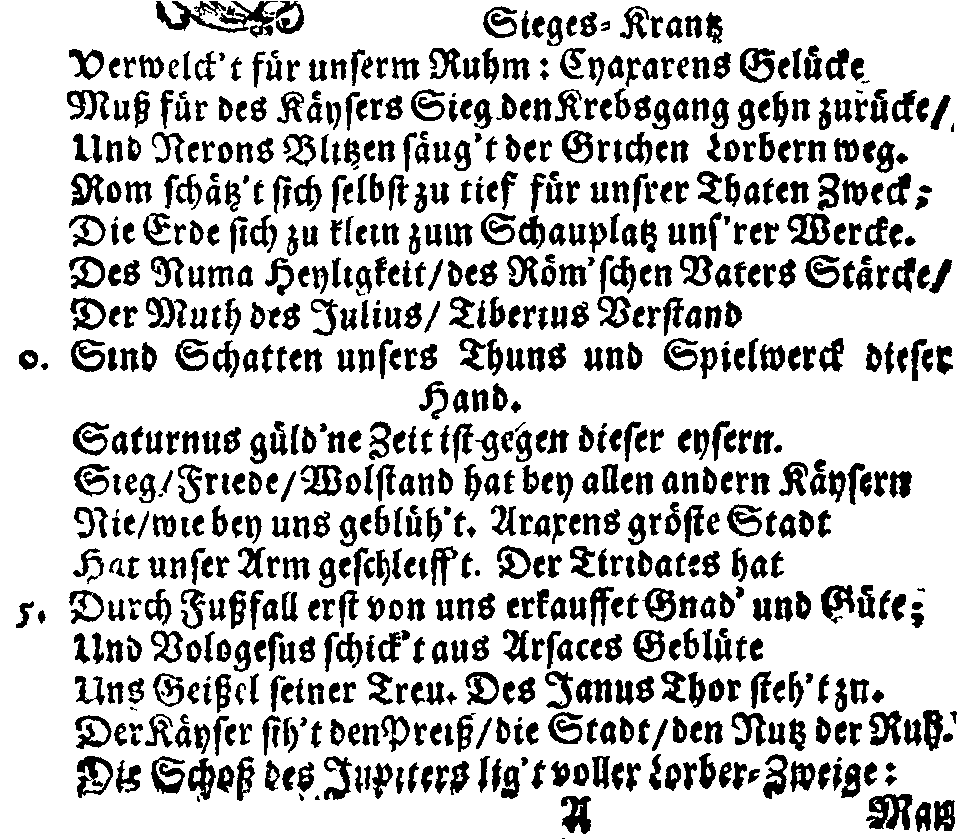 Sieges-Krantz
Verwelck't für unserm Ruhm: Cyaxarens Gelücke
Muß für des Käysers Sieg den Krebsgang gehn zurücke/
Und Nerons Blitzen säug't der Grichen Lorbern weg.
Rom schätz't sich selbst zu tief für unsrer Thaten Zweck;
Die Erde sich zu klein zum Schauplatz uns'rer Wercke.
Des Numa Heyligkeit/des Röm'schen Vaters Stärcke/
Der Muth des Julius/ Tiberius Verstand
0. Sind Schatten unsers Thuns und Spielwerck dieser
Hand.
Saturnus güld'ne Zeit ist gegen dieser eysern.
Sieg/Friede/Wolstand hat bey allen andern Käysern
Nie/wie bey uns geblüh't. Araxens gröste Stadt
Hat unser Arm geschleifft. Der Tiridates hat
5. Durch Fußfall erst von uns erkauffet Gnad' und Güte;
Und Vologesus schick't aus Arsaces Geblüte
Uns Geißel seiner Treu. Des Janus Thor steh't zu.
Der Käyser sih't den Preiß/die Stadt/den Nutz der Ruh.
Die Schoß des Jupiters lig't voller Lorber-Zweige:
A